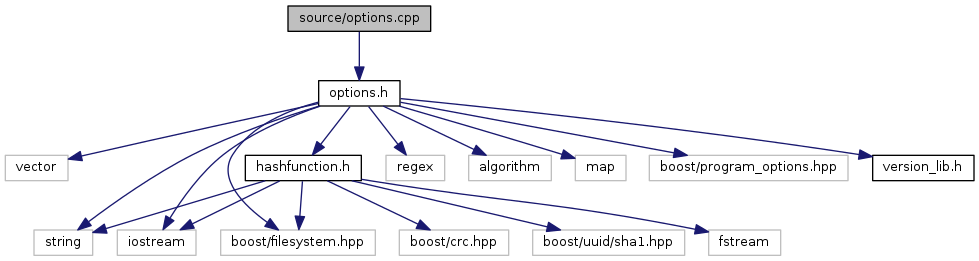 source/options.cpp
options.h
vector
hashfunction.h
regex
algorithm
map
boost/program_options.hpp
version_lib.h
string
iostream
boost/filesystem.hpp
boost/crc.hpp
boost/uuid/sha1.hpp
fstream